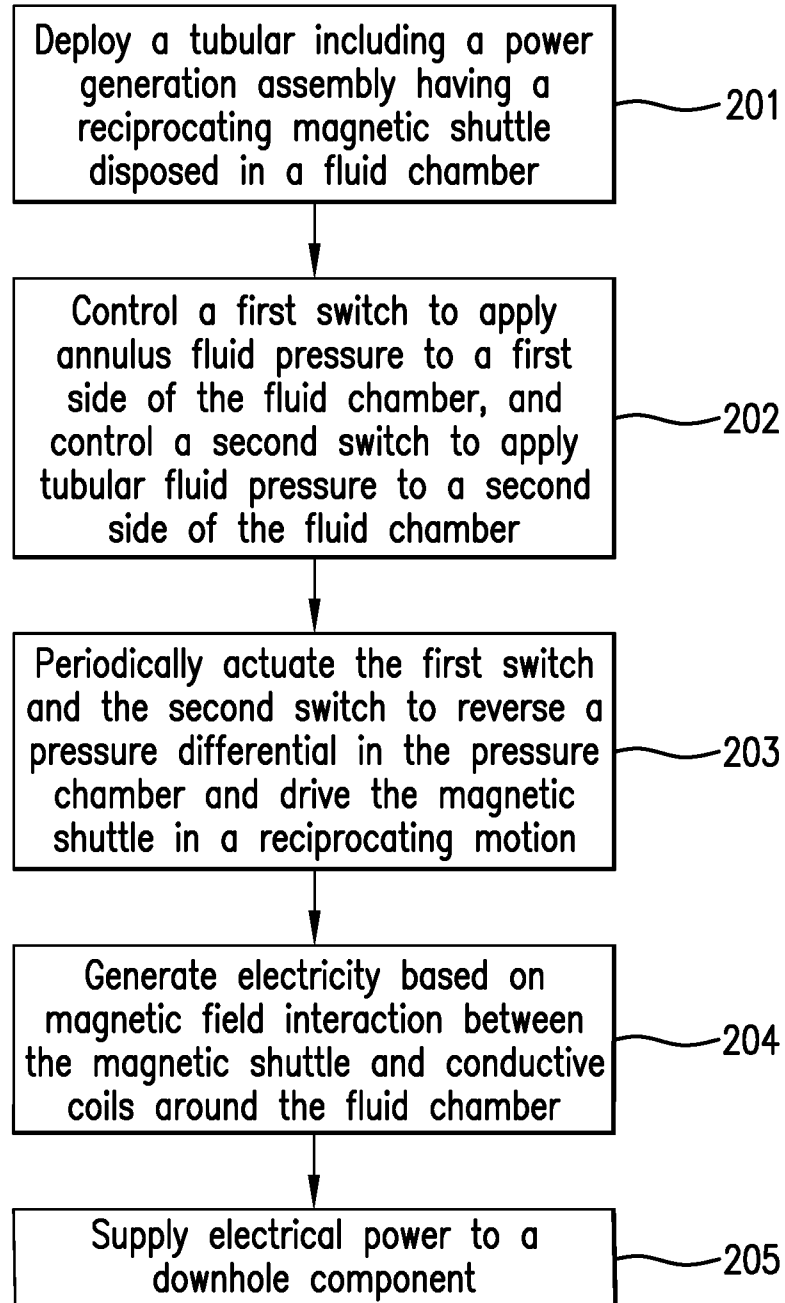 Deploy a tubular including a power
generation assembly having a
reciprocating magnetic shuttle
disposed in a fluid chamber
201
Control a first switch to apply
annulus fluid pressure to a first
side of the fluid chamber, and
control a second switch to apply
tubular fluid pressure to a second
side of the fluid chamber
202
Periodically actuate the first switch
and the second switch to reverse a
pressure differential in the pressure
chamber and drive the magnetic
shuttle in a reciprocating motion
203
Generate electricity based on
magnetic field interaction between
the magnetic shuttle and conductive
coils around the fluid chamber
204
Supply electrical power to a
downhole component
205